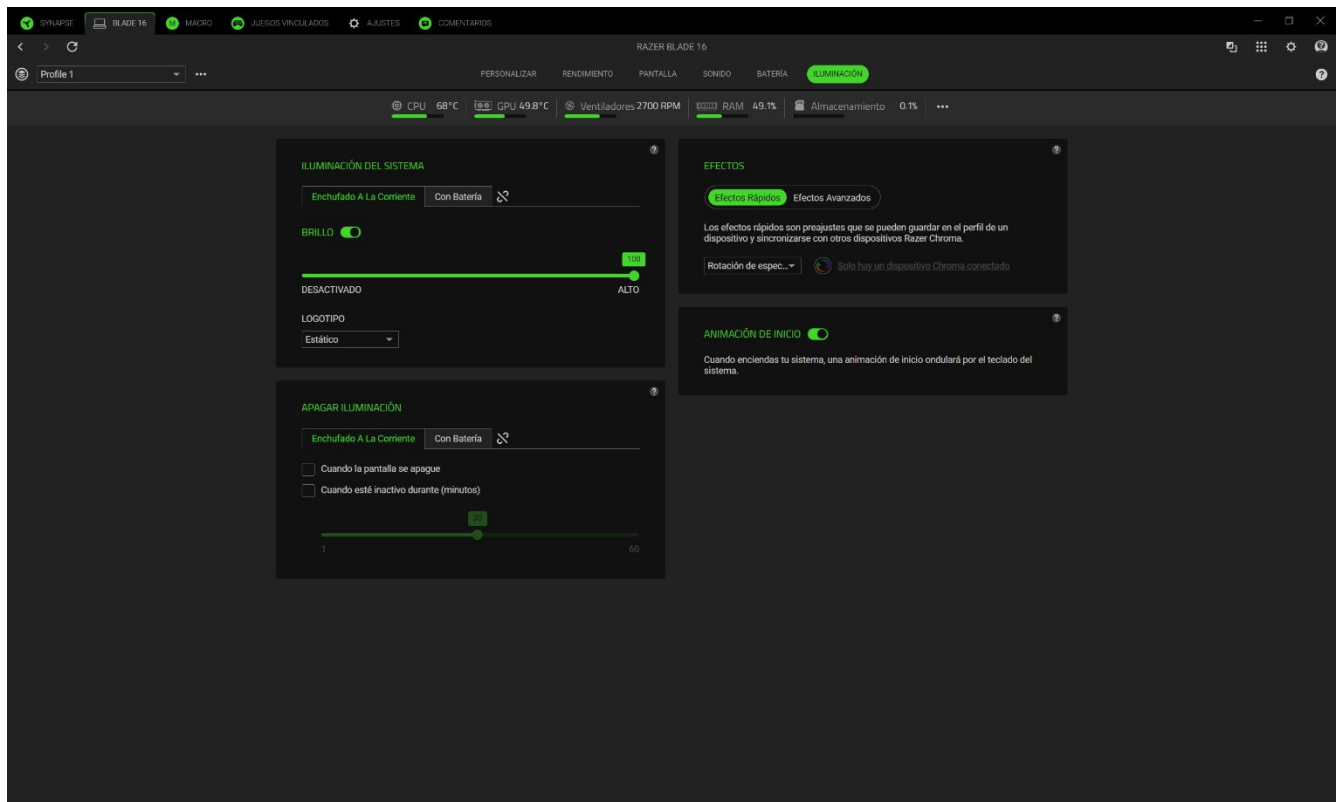 SYNAPSE BLADE 16 MACRO JUEGOS VINCULADOS AJUSTES COMENTARIOS
RAZER BLADE 16
Profile 1 PERSONALIZAR RENDIMIENTO PANTALLA SONIDO BATERÍA ILUMINACIÓN
CPU 68°C GPU 49.8°C Ventiladores 2700 RPM RAM 49.1% Almacenamiento 0.1%
ILUMINACIÓN DEL SISTEMA
Enchufado A La Corriente Con Batería
BRILLO
100
DESACTIVADO ALTO
LOGOTIPO
Estático
APAGAR ILUMINACIÓN
Enchufado A La Corriente Con Batería
Cuando la pantalla se apague
Cuando esté inactivo durante (minutos)
30
1 60
EFECTOS
Efectos Rápidos Efectos Avanzados
Los efectos rápidos son preajustes que se pueden guardar en el perfil de un
dispositivo y sincronizarse con otros dispositivos Razer Chroma.
Rotación de espec... Solo hay un dispositivo Chroma conectado
ANIMACIÓN DE INICIO
Cuando enciendas tu sistema, una animación de inicio ondulará por el teclado del
sistema.